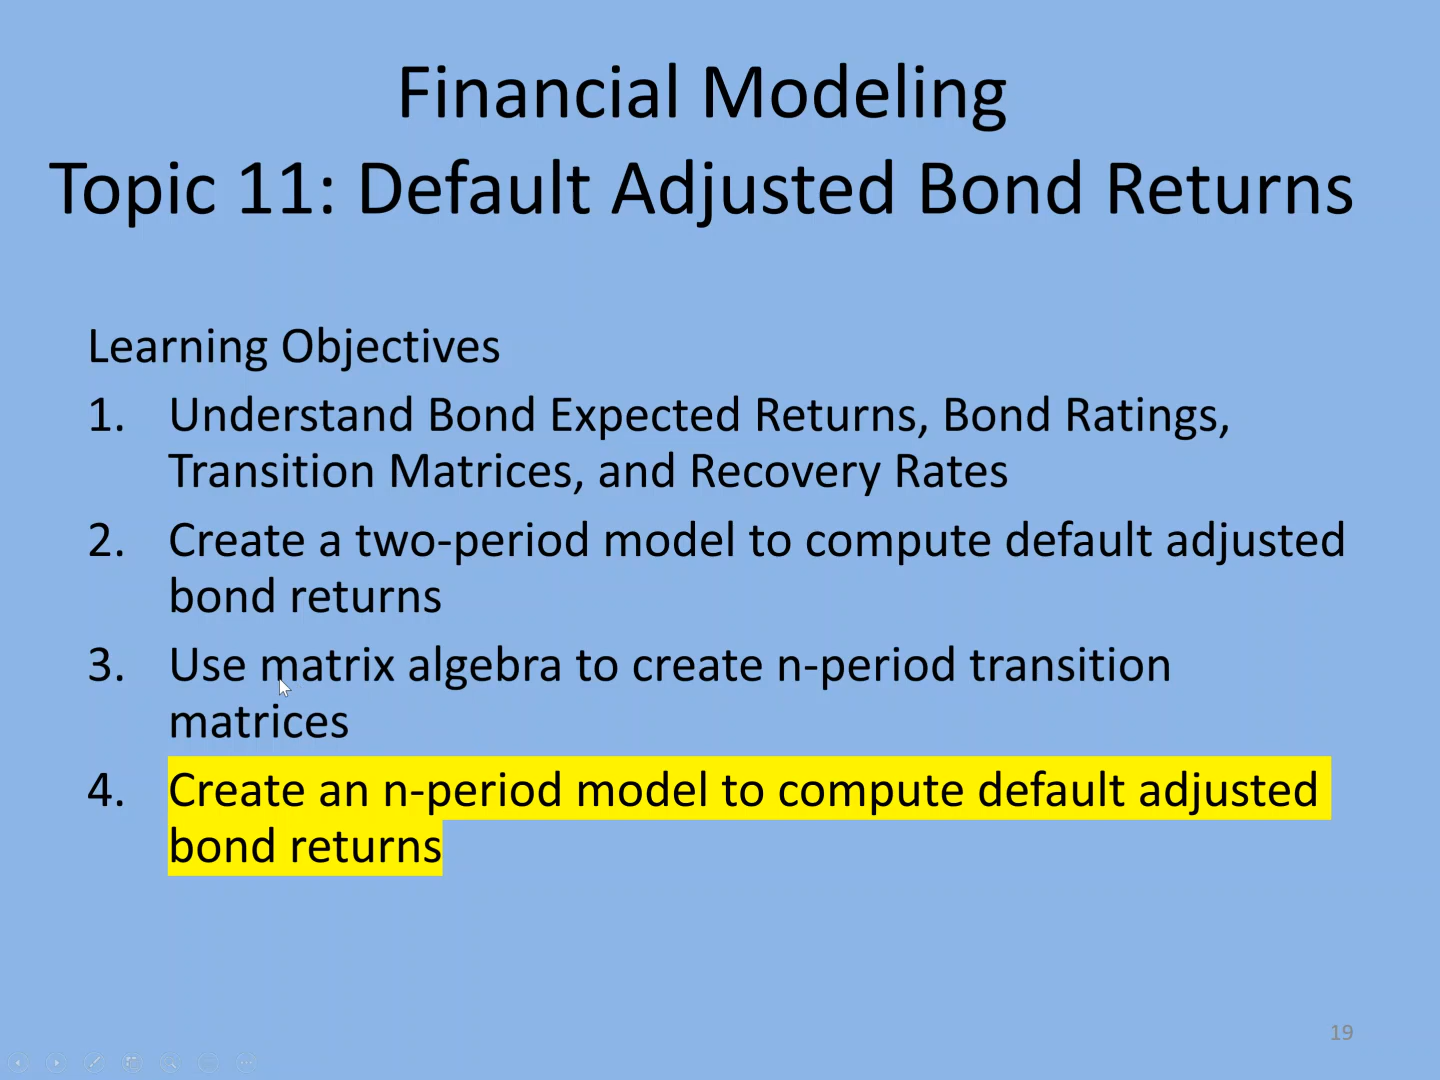 Financial Modeling
Topic 11: Default Adjusted Bond Returns
Learning Objectives
1. Understand Bond Expected Returns, Bond Ratings,
Transition Matrices, and Recovery Rates
2. Create a two-period model to compute default adjusted
bond returns
3. Use matrix algebra to create n-period transition
matrices
4. Create an n-period model to compute default adjusted
bond returns
19